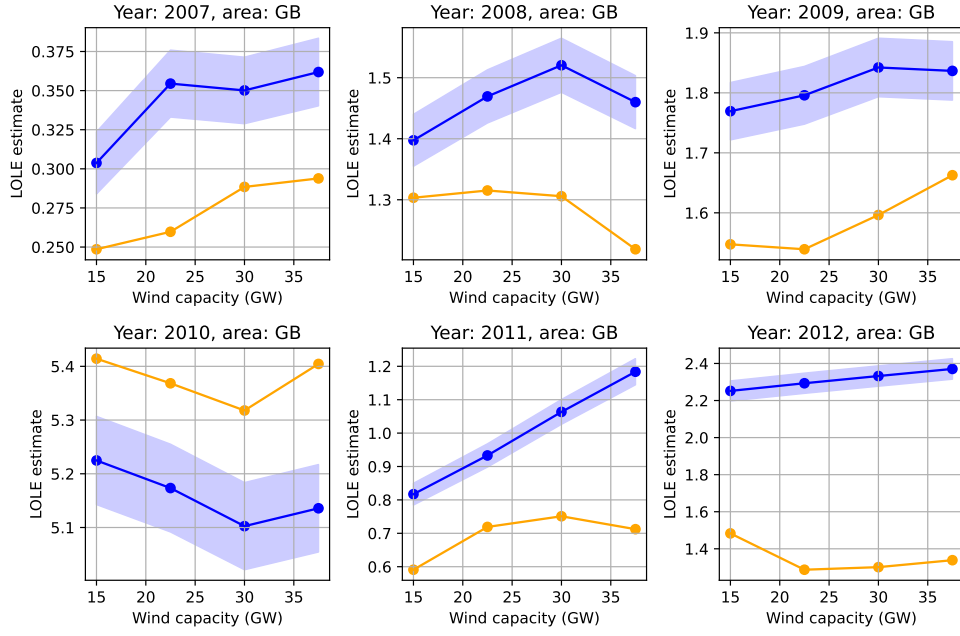 Year: 2007, area: GB
LOLE estimate
0.375
0.350
0.325
0.300
0.275
0.250
15 20 25 30 35
Wind capacity (GW)
Year: 2008, area: GB
LOLE estimate
1.5
1.4
1.3
15 20 25 30 35
Wind capacity (GW)
Year: 2009, area: GB
LOLE estimate
1.9
1.8
1.7
1.6
15 20 25 30 35
Wind capacity (GW)
Year: 2010, area: GB
LOLE estimate
5.4
5.3
5.2
5.1
15 20 25 30 35
Wind capacity (GW)
Year: 2011, area: GB
LOLE estimate
1.2
1.1
1.0
0.9
0.8
0.7
0.6
15 20 25 30 35
Wind capacity (GW)
Year: 2012, area: GB
LOLE estimate
2.4
2.2
2.0
1.8
1.6
1.4
15 20 25 30 35
Wind capacity (GW)